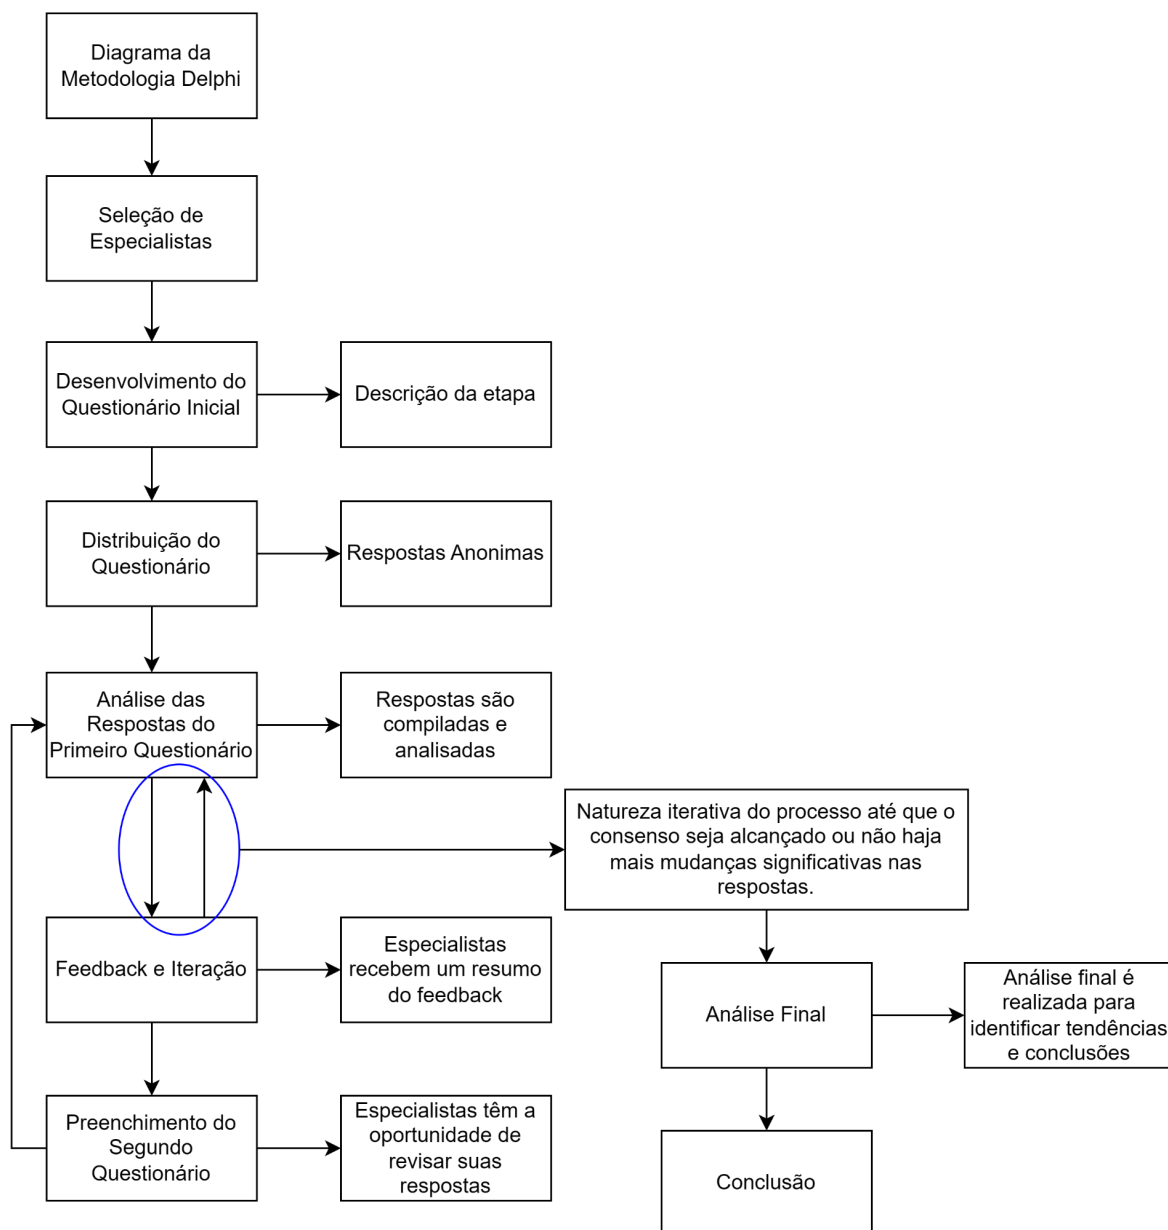 Diagrama da
Metodologia Delphi
Seleção de
Especialistas
Desenvolvimento do
Questionário Inicial
Descrição da etapa
Distribuição do
Questionário
Respostas Anonimas
Análise das
Respostas do
Primeiro Questionário
Respostas são
compiladas e
analisadas
Natureza iterativa do processo até que o
consenso seja alcançado ou não haja
mais mudanças significativas nas
respostas.
Feedback e Iteração
Especialistas
recebem um resumo
do feedback
Análise Final
Análise final é
realizada para
identificar tendências
e conclusões
Preenchimento do
Segundo
Questionário
Especialistas têm a
oportunidade de
revisar suas
respostas
Conclusão